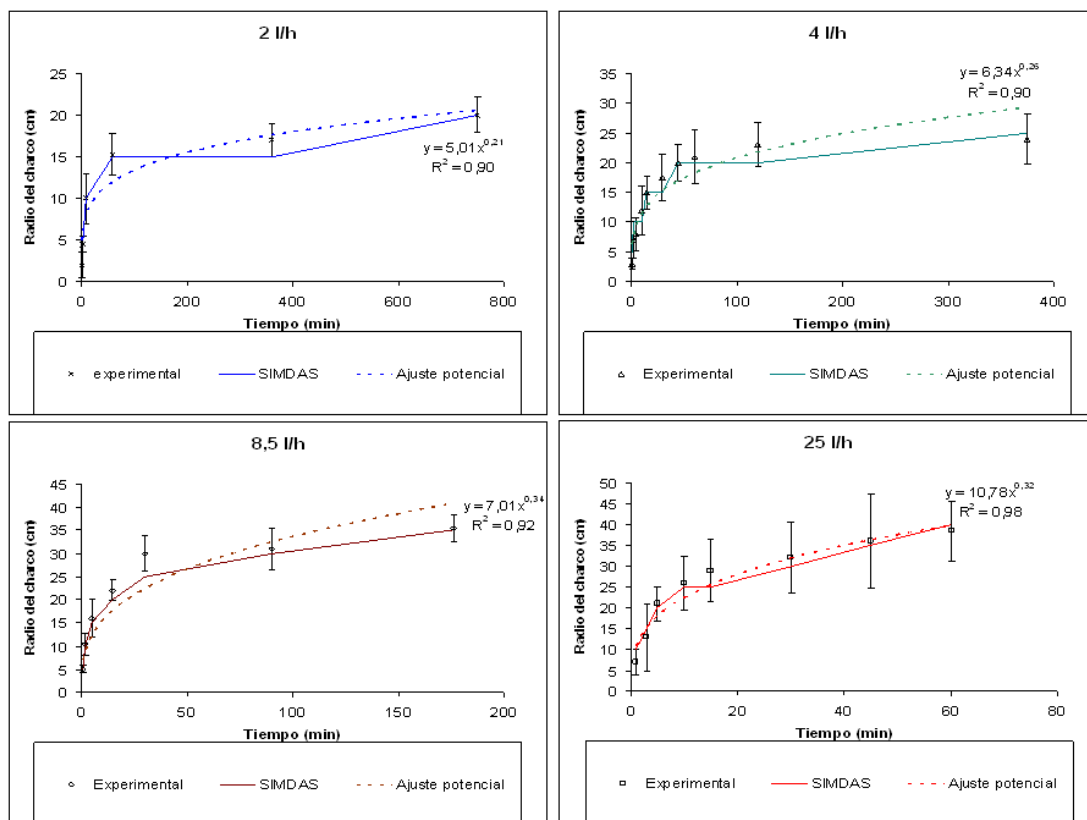 2 l/h
Radio del charco (cm)
25
20
15
10
5
0
y = 5,01x^0,21
R² = 0,90
0 200 400 600 800
Tiempo (min)
experimental SIMDAS Ajuste potencial
4 l/h
Radio del charco (cm)
35
30
25
20
15
10
5
0
y = 6,34x^0,26
R² = 0,90
0 100 200 300 400
Tiempo (min)
Experimental SIMDAS Ajuste potencial
8,5 l/h
Radio del charco (cm)
45
40
35
30
25
20
15
10
5
0
y = 7,01x^0,34
R² = 0,92
0 50 100 150 200
Tiempo (min)
Experimental SIMDAS Ajuste potencial
25 l/h
Radio del charco (cm)
50
45
40
35
30
25
20
15
10
5
0
y = 10,78x^0,32
R² = 0,98
0 20 40 60 80
Tiempo (min)
Experimental SIMDAS Ajuste potencial